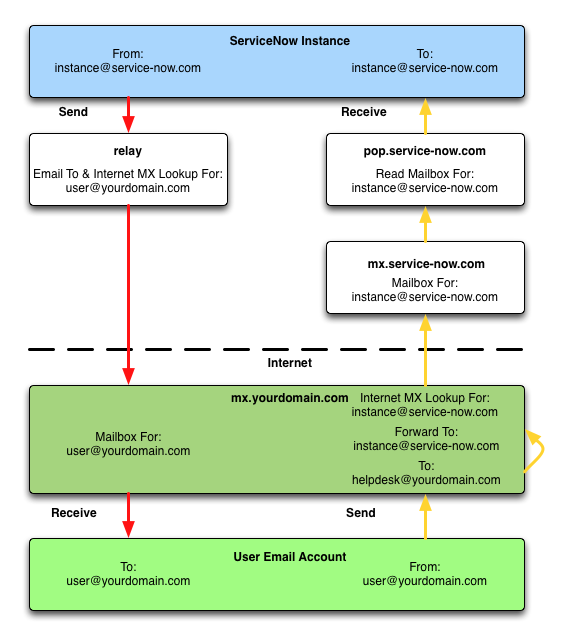 ServiceNow Instance
From:
instance@service-now.com
To:
instance@service-now.com
Send
Receive
relay
Email To & Internet MX Lookup For:
user@yourdomain.com
pop.service-now.com
Read Mailbox For:
instance@service-now.com
mx.service-now.com
Mailbox For:
instance@service-now.com
Internet
mx.yourdomain.com
Mailbox For:
user@yourdomain.com
Internet MX Lookup For:
instance@service-now.com
Forward To:
instance@service-now.com
To:
helpdesk@yourdomain.com
Receive
Send
User Email Account
To:
user@yourdomain.com
From:
user@yourdomain.com